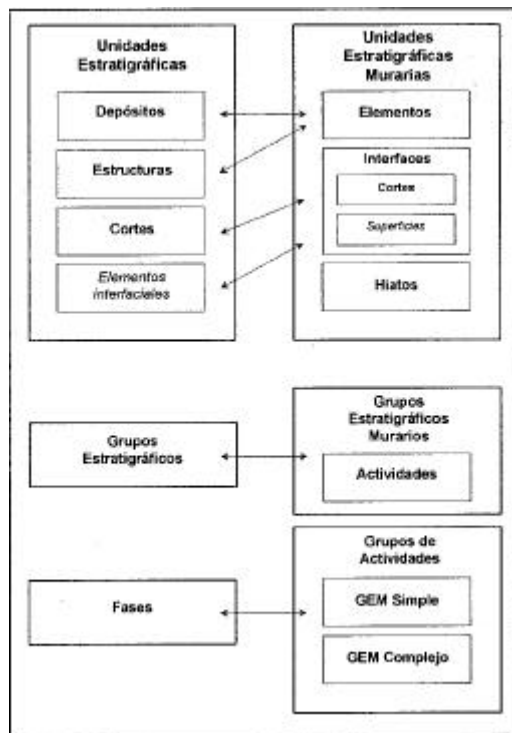 Unidades
Estratigráficas
Depósitos
Estructuras
Cortes
Elementos
interfaciales
Unidades
Estratigráficas
Murarias
Elementos
Interfaces
Cortes
Superficies
Hiatos
Grupos
Estratigráficos
Grupos
Estratigráficos
Murarios
Actividades
Fases
Grupos de
Actividades
GEM Simple
GEM Complejo